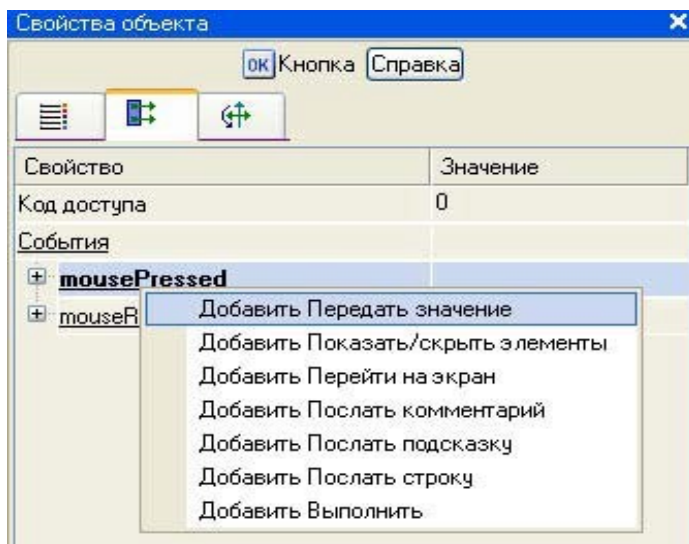 Свойства объекта
ОК Кнопка Справка
Свойство Значение
Код доступа 0
События
mousePressed
mouseR
Добавить Передать значение
Добавить Показать/скрыть элементы
Добавить Перейти на экран
Добавить Послать комментарий
Добавить Послать подсказку
Добавить Послать строку
Добавить Выполнить